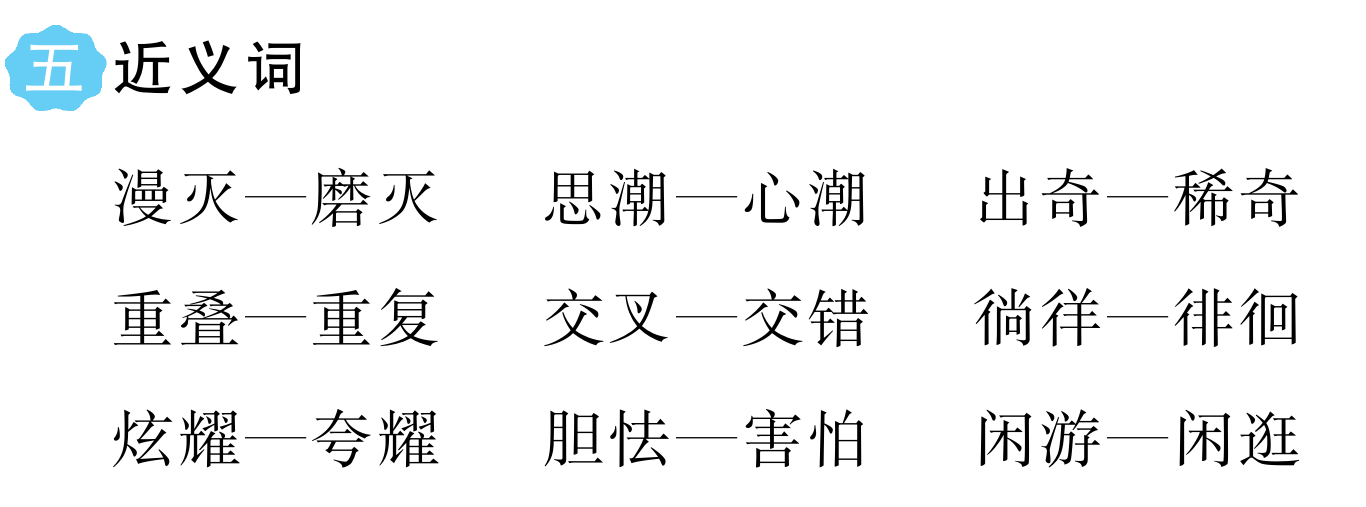 五 近义词
漫灭—磨灭 思潮—心潮 出奇—稀奇
重叠—重复 交叉—交错 徜徉—徘徊
炫耀—夸耀 胆怯—害怕 闲游—闲逛